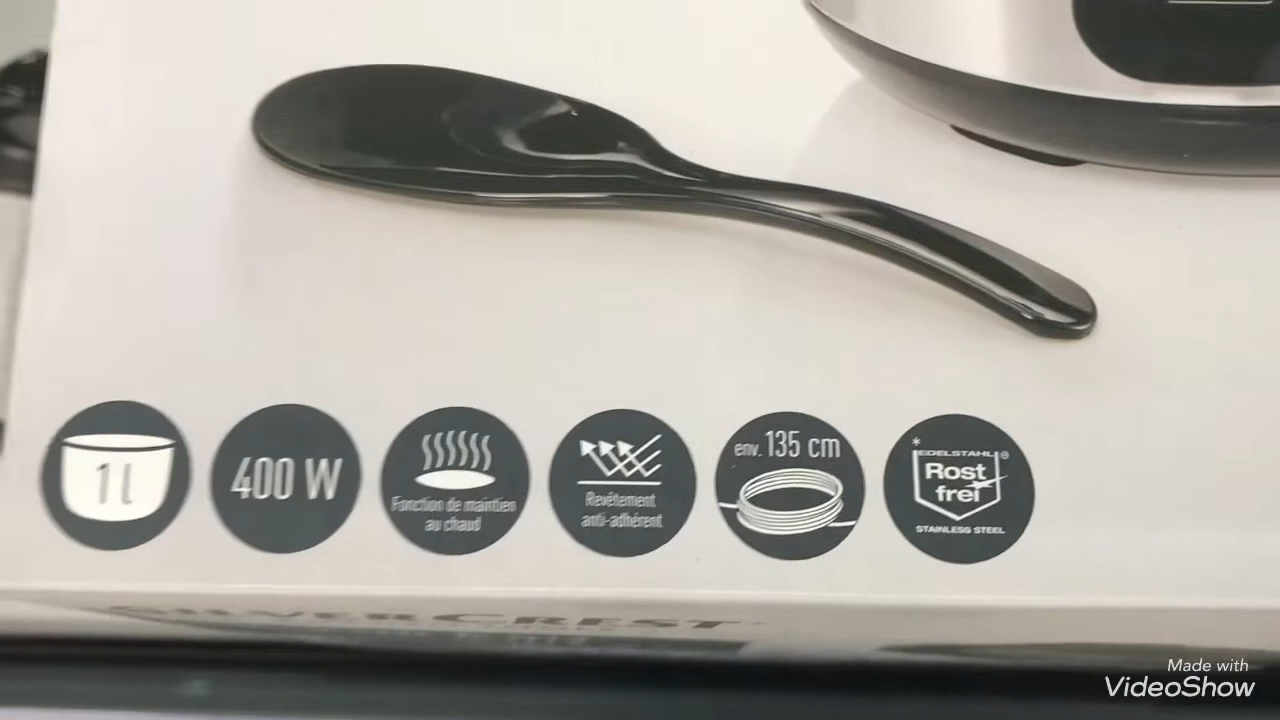 1 l
400 W
Fonction de maintien
au chaud
Revêtement
anti-adhérent
env. 135 cm
*
EDELSTAHL®
Rost
frei
STAINLESS STEEL
SILVERCREST
Made with
VideoShow